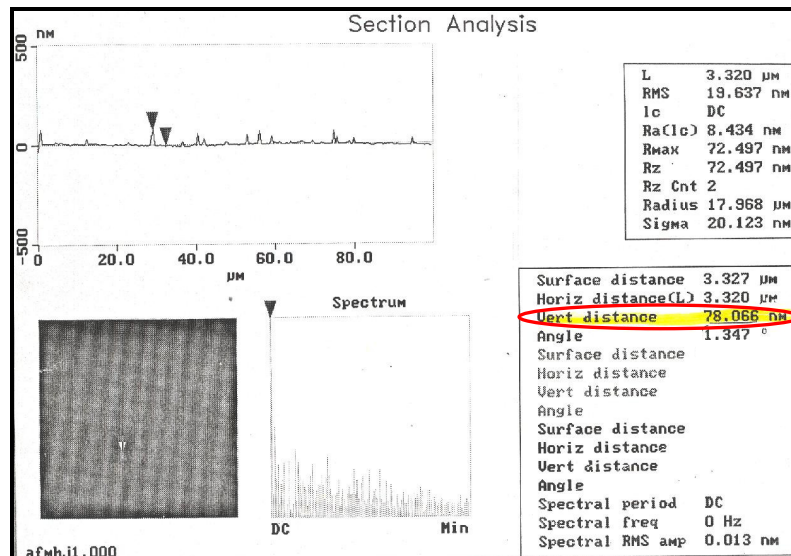 Section Analysis
nM
500
0
-500
0 20.0 40.0 60.0 80.0
µM
L 3.320 µM
RMS 19.637 nM
lc DC
Ra(lc) 8.434 nM
Rmax 72.497 nM
Rz 72.497 nM
Rz Cnt 2
Radius 17.968 µM
Sigma 20.123 nM
Surface distance 3.327 µM
Horiz distance(L) 3.320 µM
Vert distance 78.066 nM
Angle 1.347 °
Surface distance
Horiz distance
Vert distance
Angle
Surface distance
Horiz distance
Vert distance
Angle
Spectral period DC
Spectral freq 0 Hz
Spectral RMS amp 0.013 nM
Spectrum
DC Min
afmhj1.000